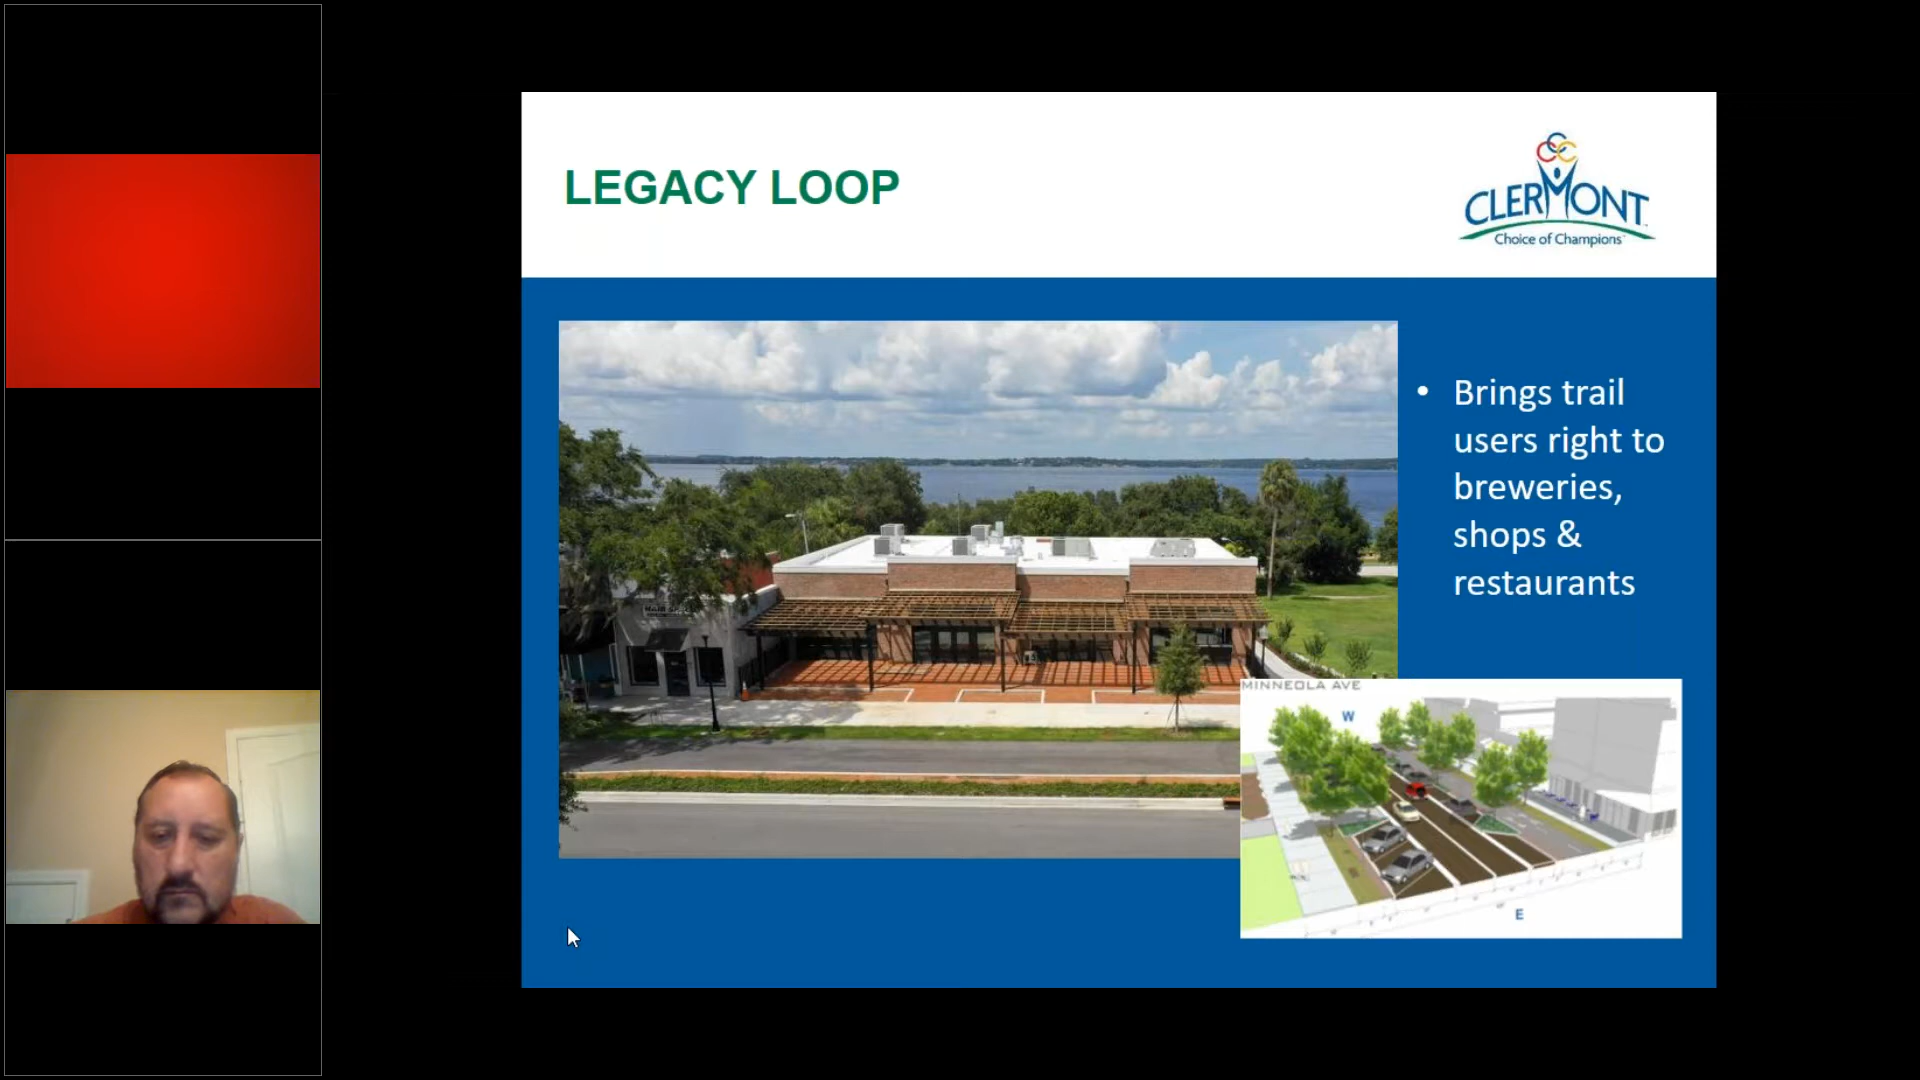 LEGACY LOOP
CLERMONT
Choice of Champions
• Brings trail
users right to
breweries,
shops &
restaurants
MINNEOLA AVE
W
E